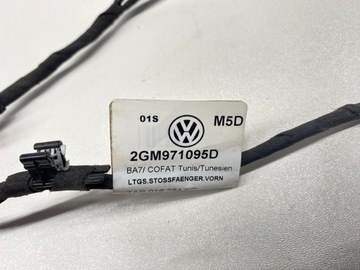 01S M5D
2GM971095D
BA7/ COFAT Tunis/Tunesien
LTGS.STOSSFAENGER.VORN